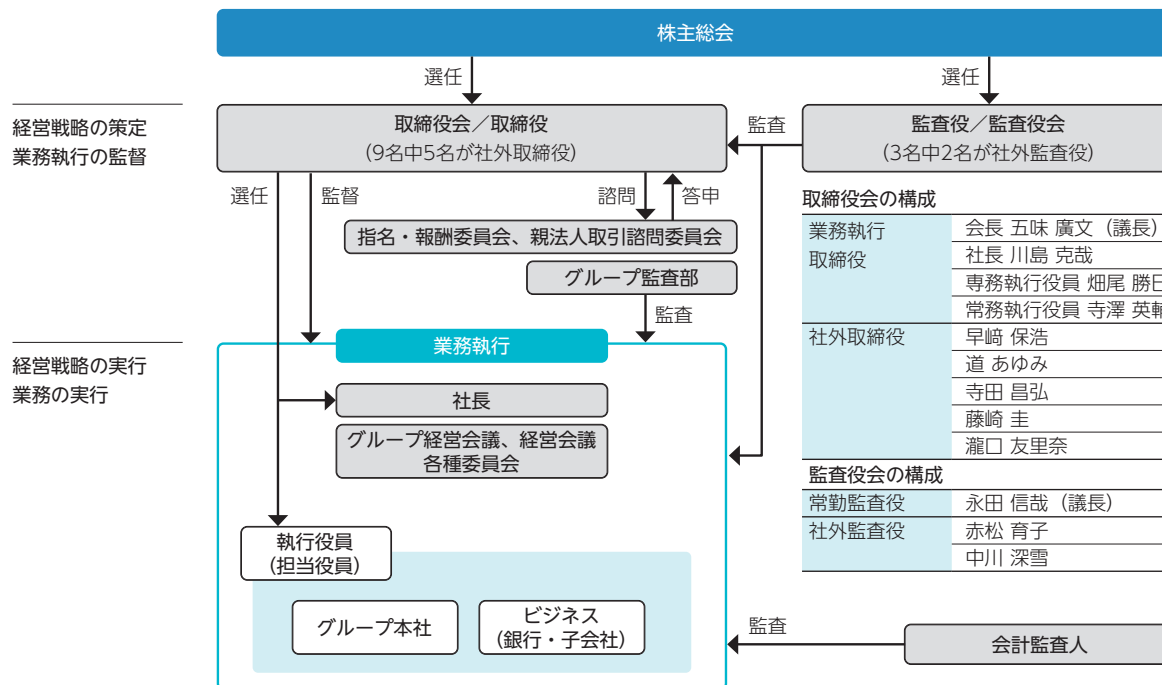 株主総会
選任
選任
経営戦略の策定
業務執行の監督
取締役会／取締役
(9名中5名が社外取締役)
監査
監査役／監査役会
(3名中2名が社外監査役)
選任
監督
諮問
答申
指名・報酬委員会、親法人取引諮問委員会
グループ監査部
監査
取締役会の構成
業務執行
取締役
会長 五味 廣文（議長）
社長 川島 克哉
専務執行役員 畑尾 勝巳
常務執行役員 寺澤 英輔
社外取締役
早﨑 保浩
道 あゆみ
寺田 昌弘
藤崎 圭
瀧口 友里奈
監査役会の構成
常勤監査役
永田 信哉（議長）
社外監査役
赤松 育子
中川 深雪
経営戦略の実行
業務の実行
業務執行
社長
グループ経営会議、経営会議
各種委員会
執行役員
(担当役員)
グループ本社
ビジネス
(銀行・子会社)
監査
会計監査人